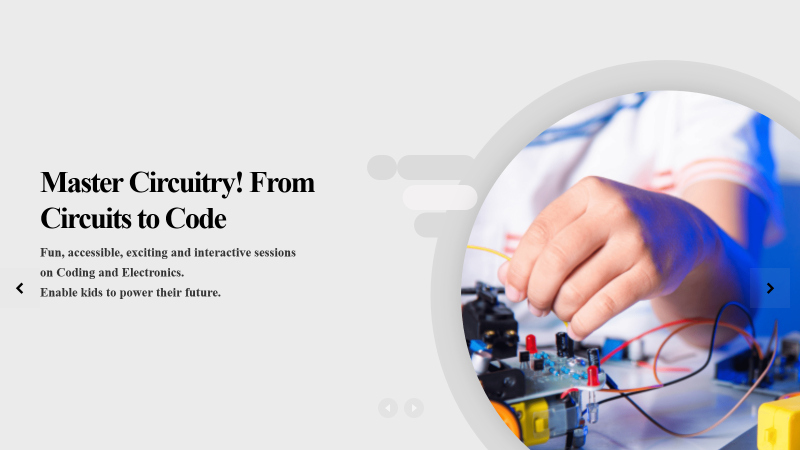 Master Circuitry! From
Circuits to Code
Fun, accessible, exciting and interactive sessions
on Coding and Electronics.
Enable kids to power their future.